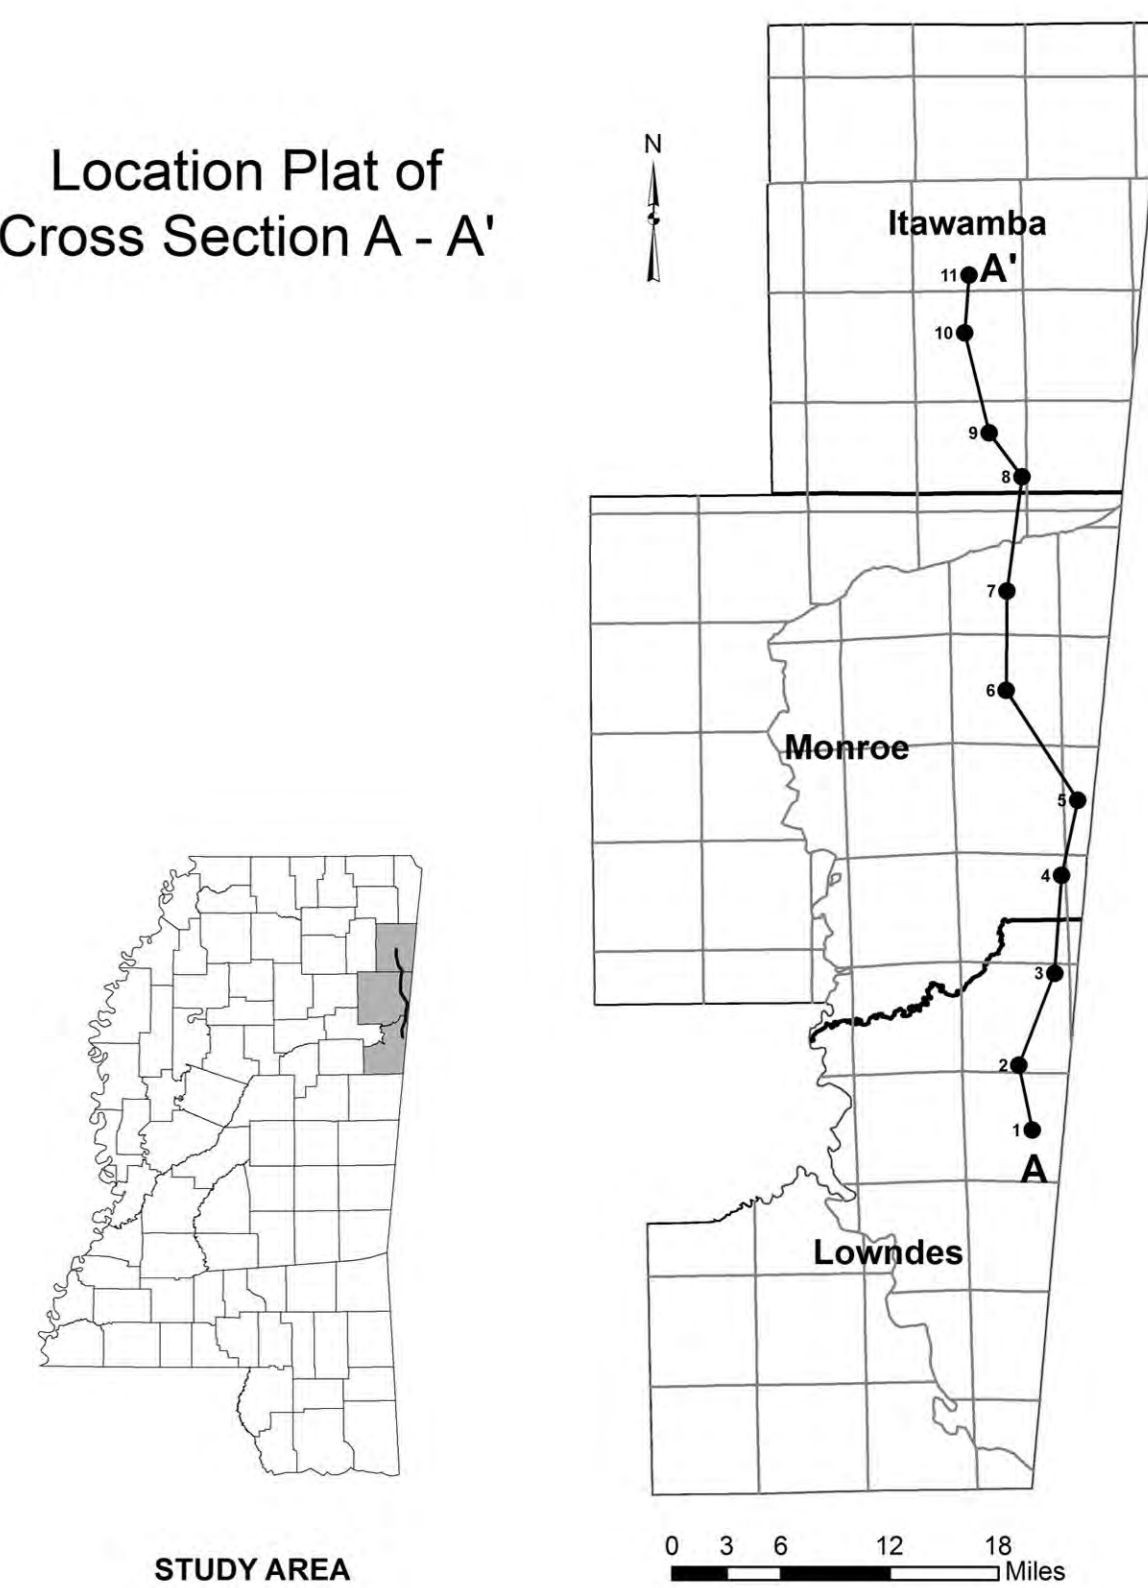 Location Plat of
Cross Section A - A'
N
Itawamba
11 A'
10
9
8
7
6
Monroe
5
4
3
2
1
A
Lowndes
STUDY AREA
0 3 6 12 18
Miles